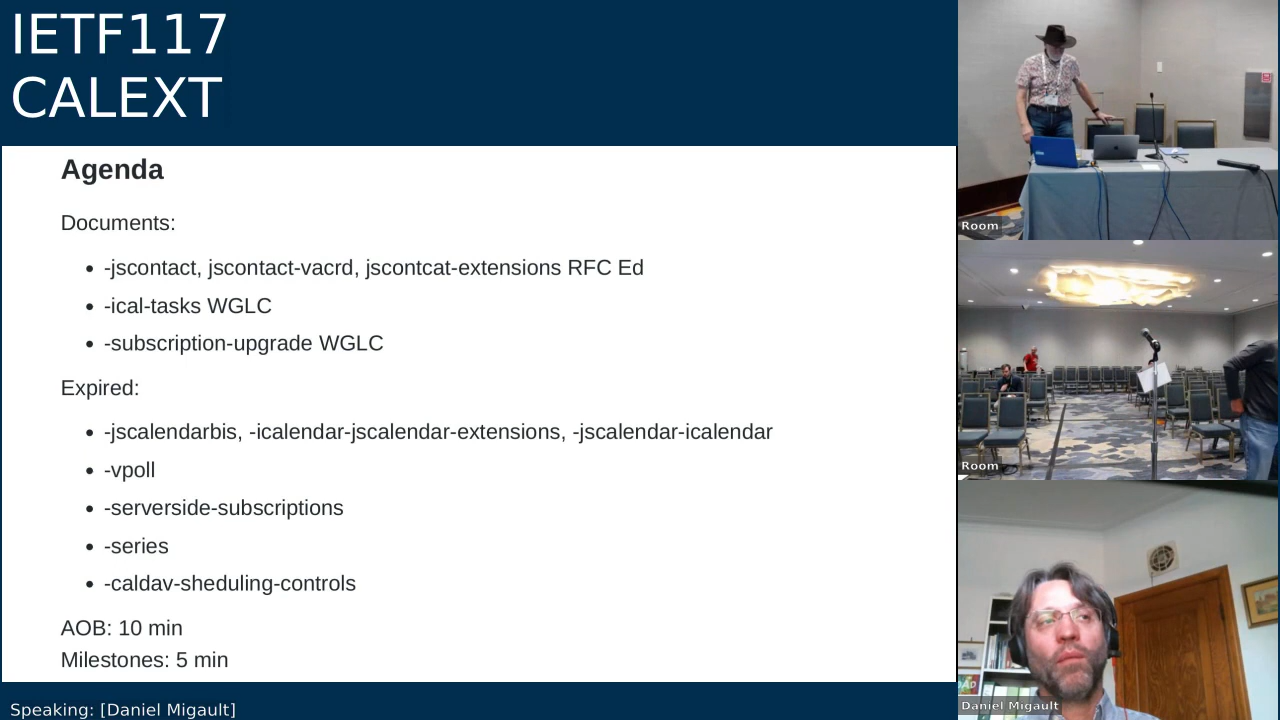 IETF117
CALEXT
Agenda
Documents:
-jscontact, jscontact-vacrd, jscontcat-extensions RFC Ed
-ical-tasks WGLC
-subscription-upgrade WGLC
Expired:
-jscalendarbis, -icalendar-jscalendar-extensions, -jscalendar-icalendar
-vpoll
-serverside-subscriptions
-series
-caldav-sheduling-controls
AOB: 10 min
Milestones: 5 min
Speaking: [Daniel Migault]
Room
Room
Daniel Migault